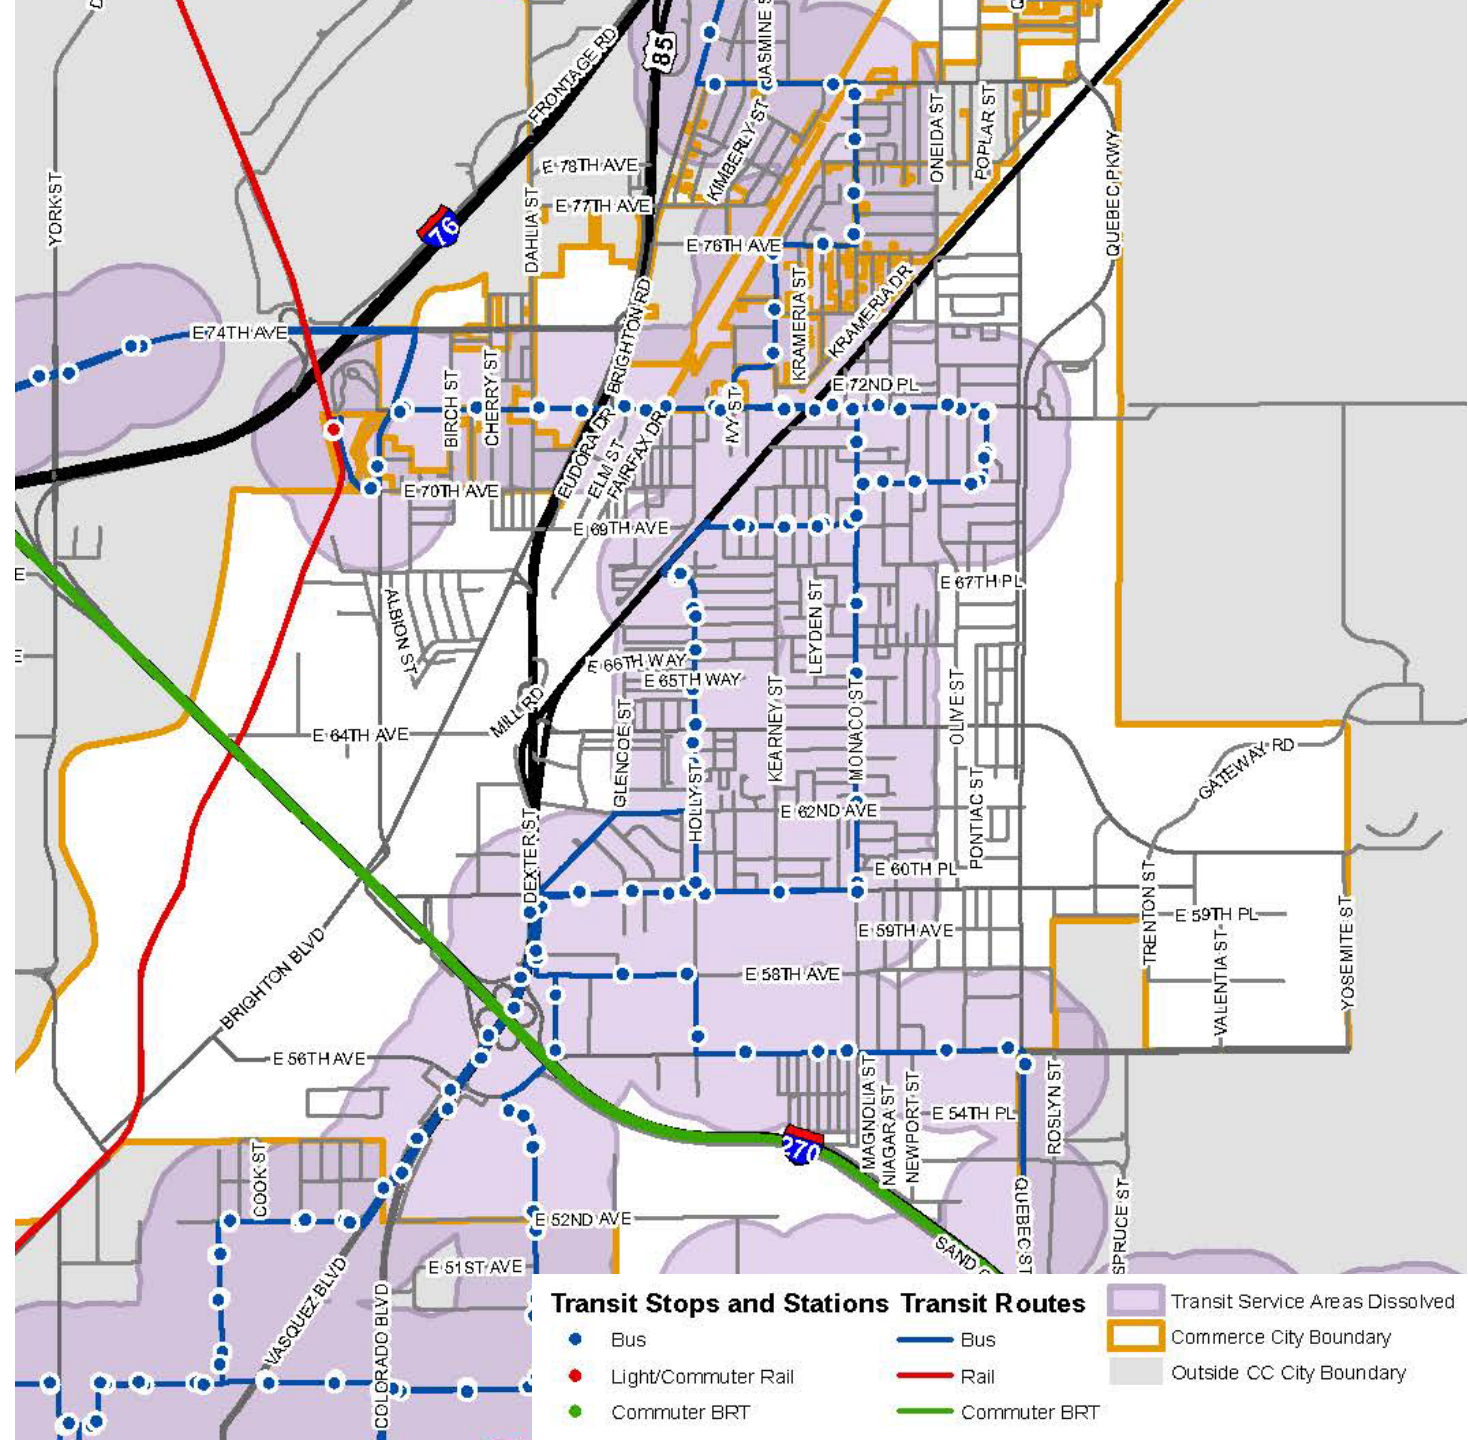 JASMINE S
85
FRONTAGE RD
KIMBERLY ST
ONEIDA ST
POPLAR ST
QUEBEC PKWY
E 78TH AVE
E 77TH AVE
YORK ST
DAHLIA ST
76
E 76TH AVE
BRIGHTON RD
KRAMERIA ST
KRAMERIA DR
E 74TH AVE
E 72ND PL
BIRCH ST
CHERRY ST
IVY ST
EUDORA DR
ELM ST
FAIRFAX DR
E 70TH AVE
E 69TH AVE
E
E 67TH PL
ALBION ST
LEYDEN ST
E 66TH WAY
E 65TH WAY
E
MILL RD
GLENCOE ST
KEARNEY ST
MONACO ST
OLIVE ST
E 64TH AVE
GATEWAY RD
HOLLY ST
PONTIAC ST
E 62ND AVE
DEXTER ST
E 60TH PL
TRENTON ST
E 59TH PL
E 59TH AVE
VALENTIA ST
YOSEMITE ST
BRIGHTON BLVD
E 58TH AVE
E 56TH AVE
MAGNOLIA ST
NIAGARA ST
NEWPORT ST
E 54TH PL
ROSLYN ST
270
COOK ST
E 52ND AVE
QUEBEC ST
SPRUCE ST
SAND C
E 51ST AVE
VASQUEZ BLVD
COLORADO BLVD
Transit Stops and Stations
Bus
Light/Commuter Rail
Commuter BRT
Transit Routes
Bus
Rail
Commuter BRT
Transit Service Areas Dissolved
Commerce City Boundary
Outside CC City Boundary